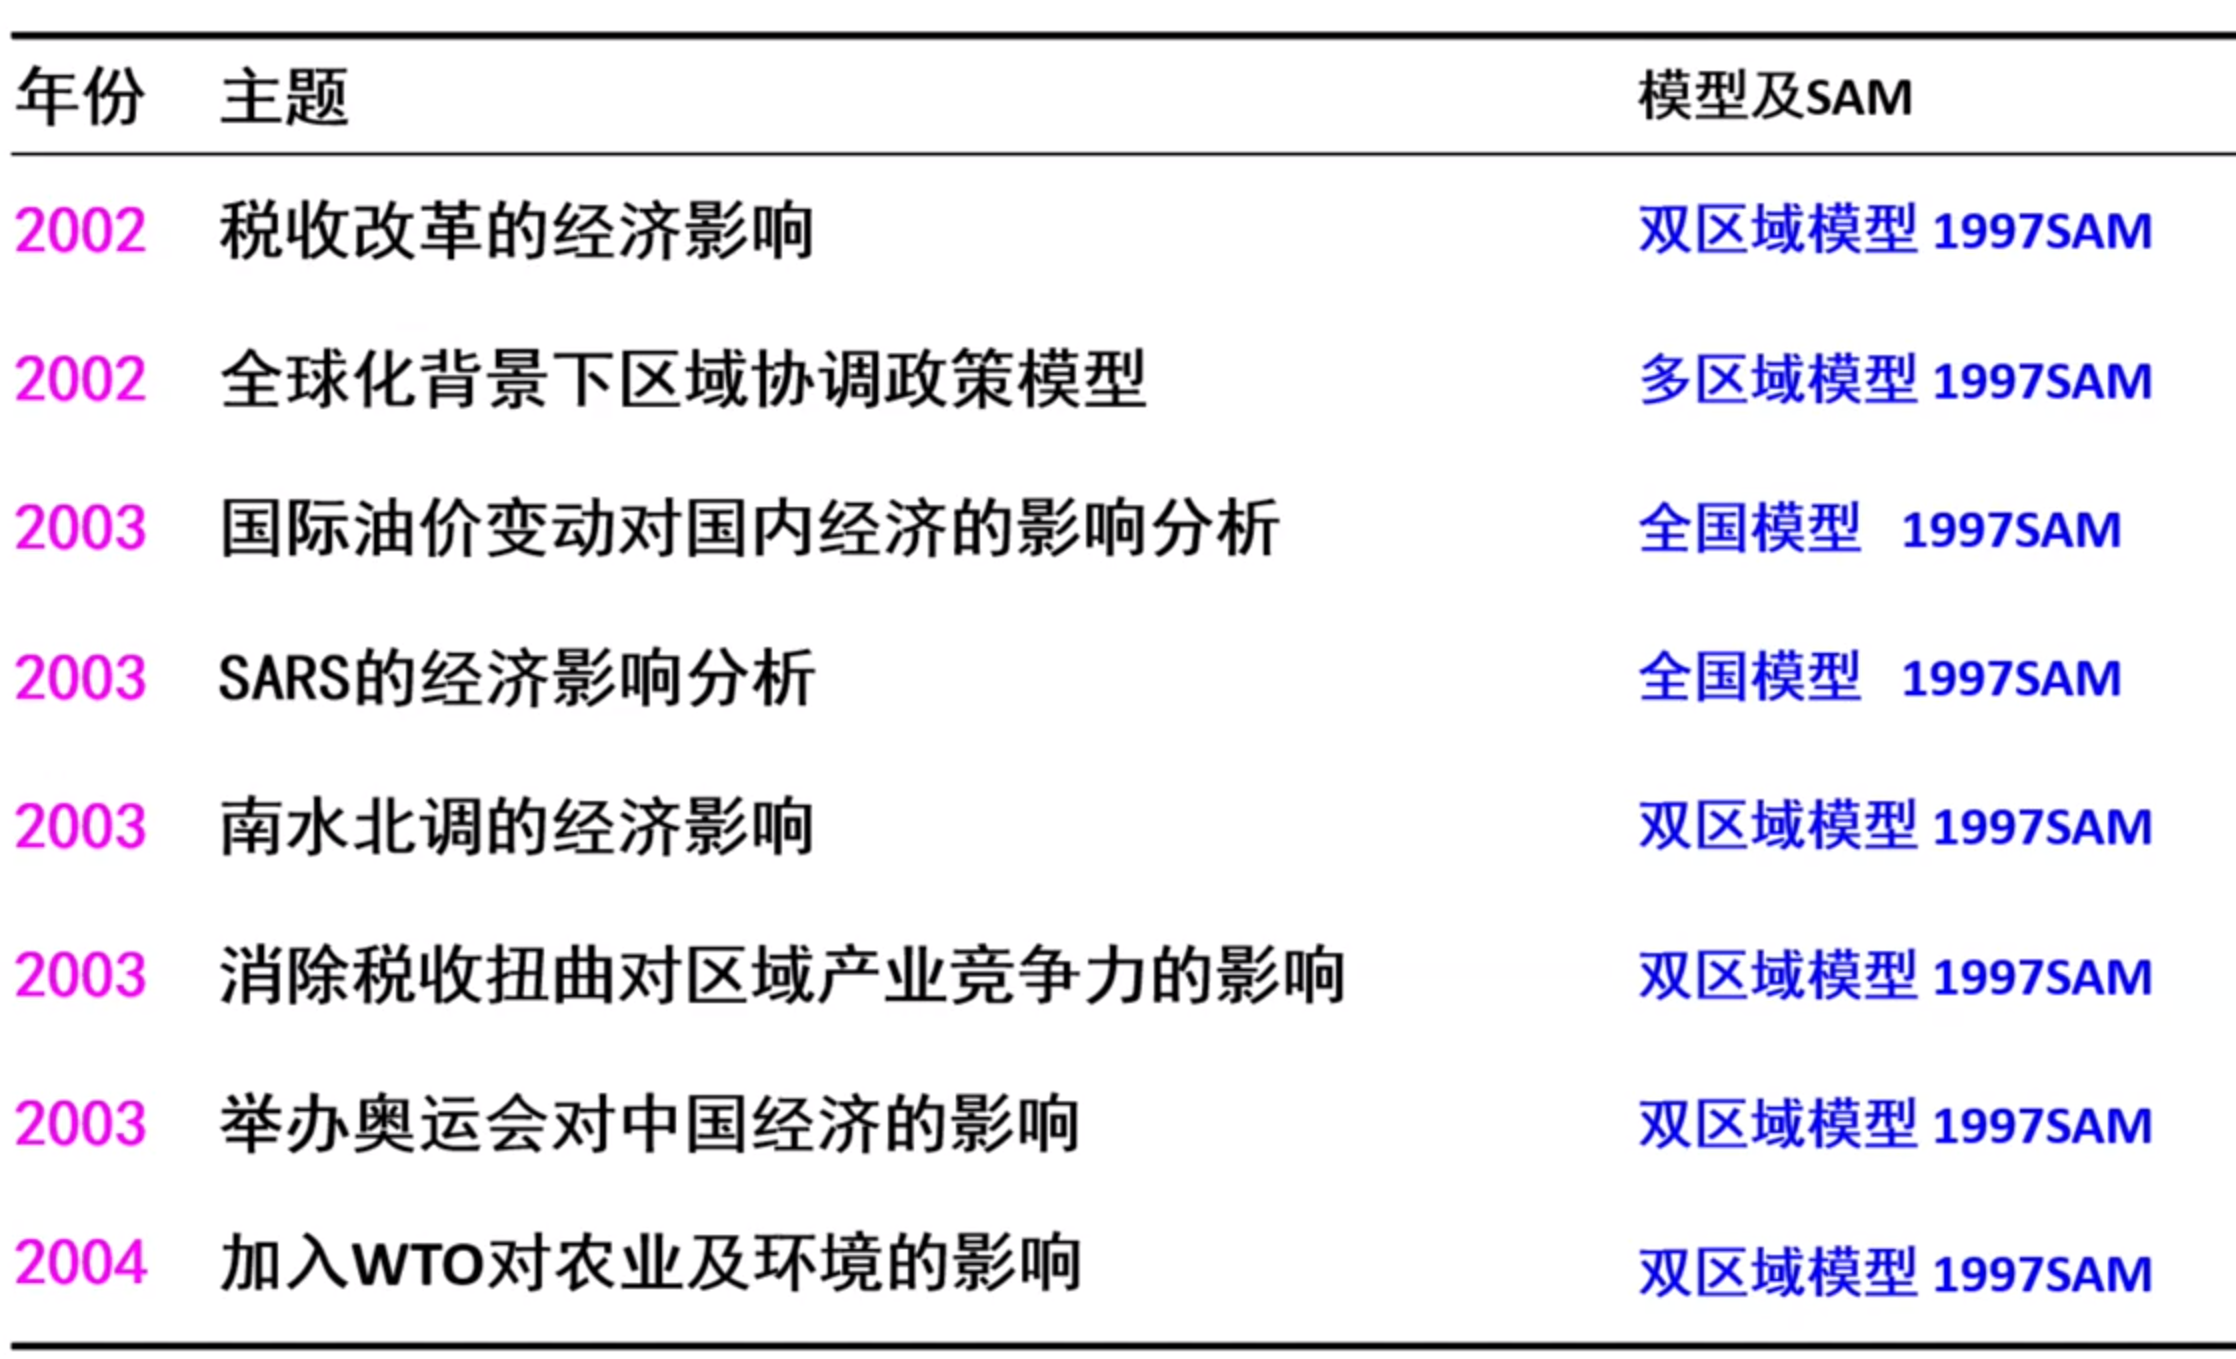 年份 主题 模型及SAM
2002 税收改革的经济影响 双区域模型 1997SAM
2002 全球化背景下区域协调政策模型 多区域模型 1997SAM
2003 国际油价变动对国内经济的影响分析 全国模型 1997SAM
2003 SARS的经济影响分析 全国模型 1997SAM
2003 南水北调的经济影响 双区域模型 1997SAM
2003 消除税收扭曲对区域产业竞争力的影响 双区域模型 1997SAM
2003 举办奥运会对中国经济的影响 双区域模型 1997SAM
2004 加入WTO对农业及环境的影响 双区域模型 1997SAM